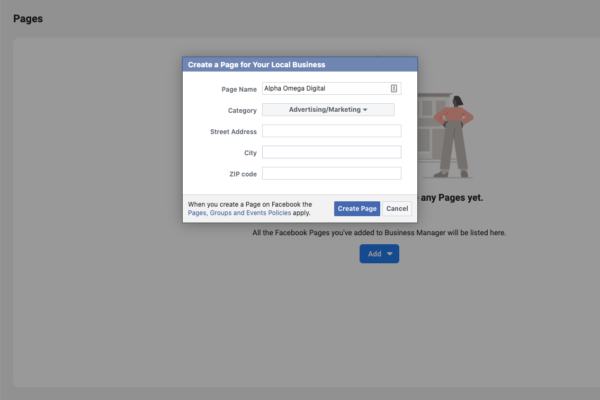 Pages
Create a Page for Your Local Business
Page Name Alpha Omega Digital
Category Advertising/Marketing
Street Address
City
ZIP code
When you create a Page on Facebook the
Pages, Groups and Events Policies apply.
Create Page Cancel
any Pages yet.
All the Facebook Pages you've added to Business Manager will be listed here.
Add